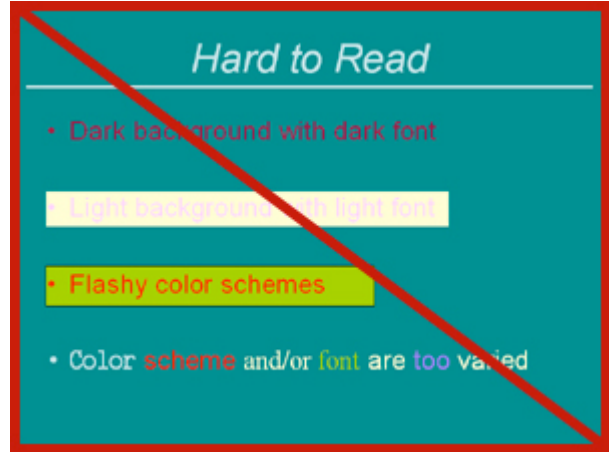 Hard to Read
• Dark background with dark font
• Light background with light font
• Flashy color schemes
• Color scheme and/or font are too varied